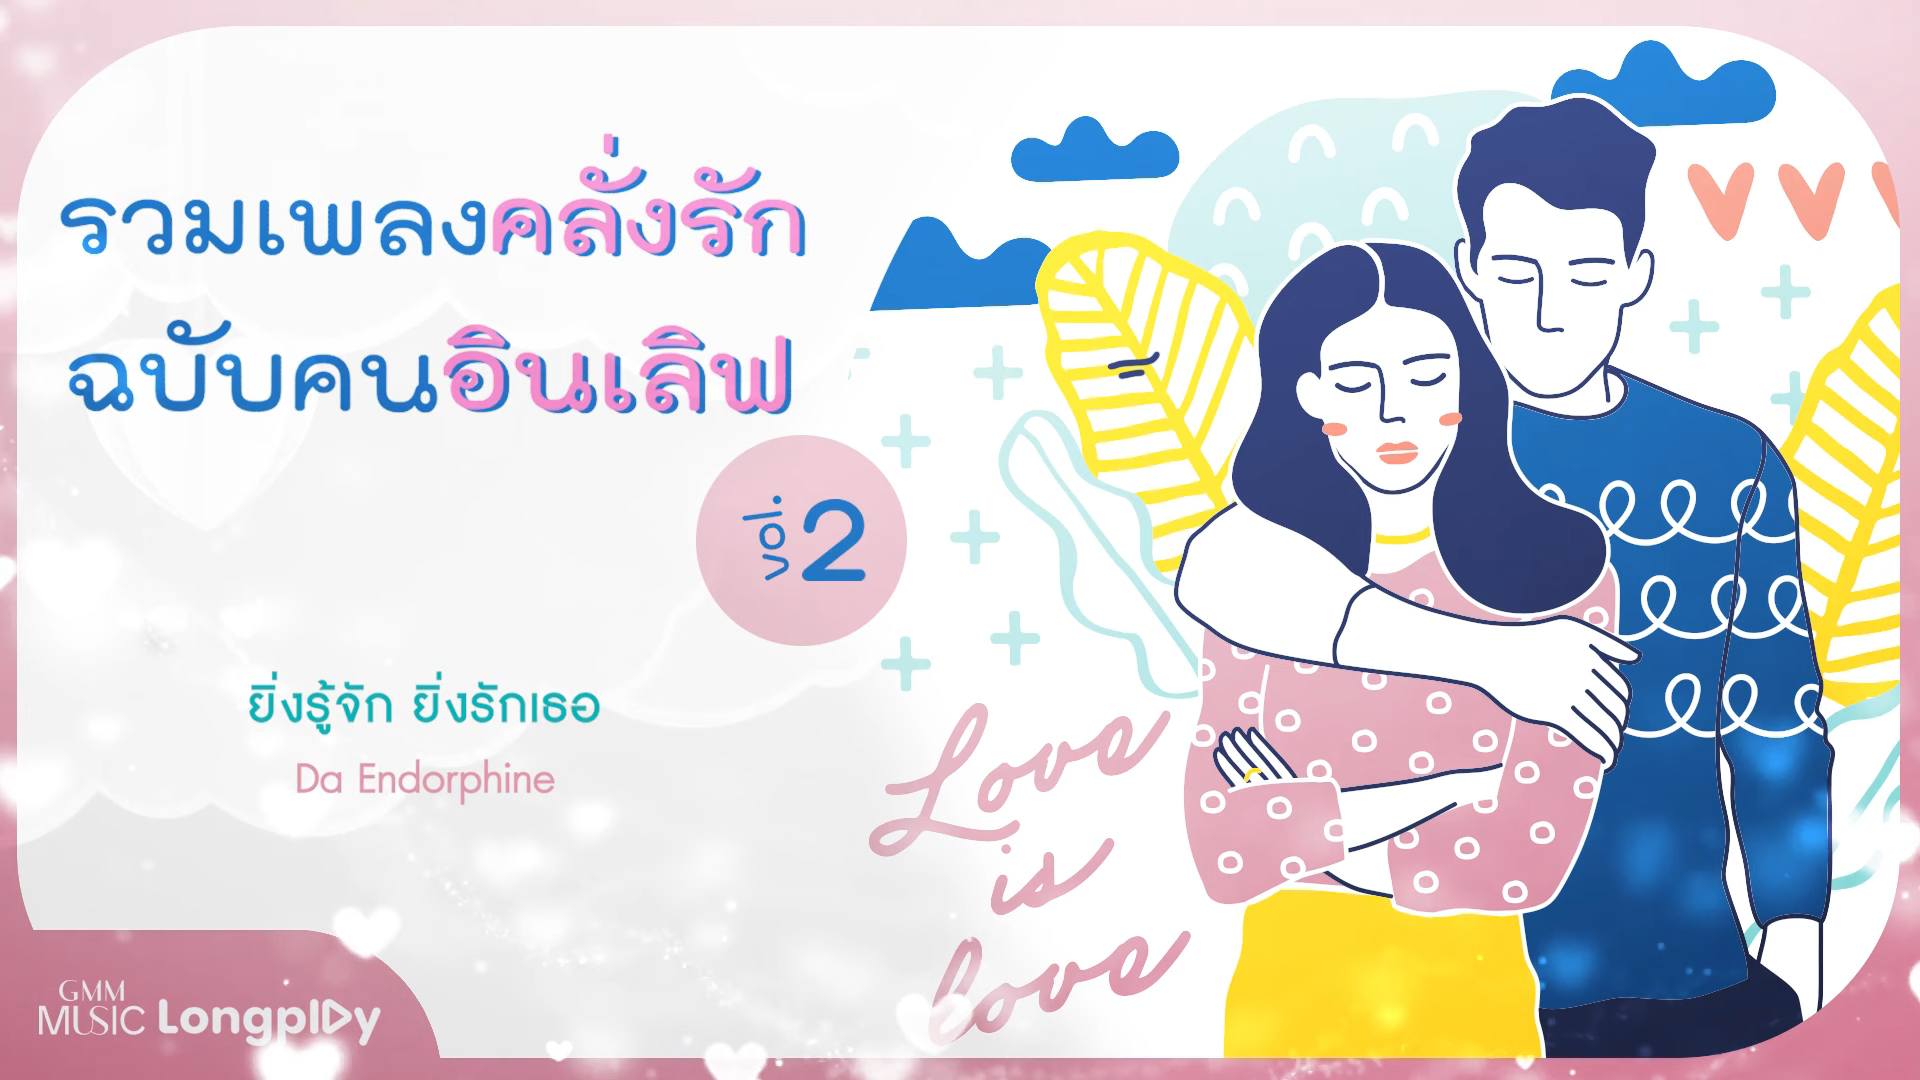 รวมเพลงคลั่งรัก
ฉบับคนอินเลิฟ
vol. 2
ยิ่งรู้จัก ยิ่งรักเธอ
Da Endorphine
Love
is
love
GMM
MUSIC Longplay